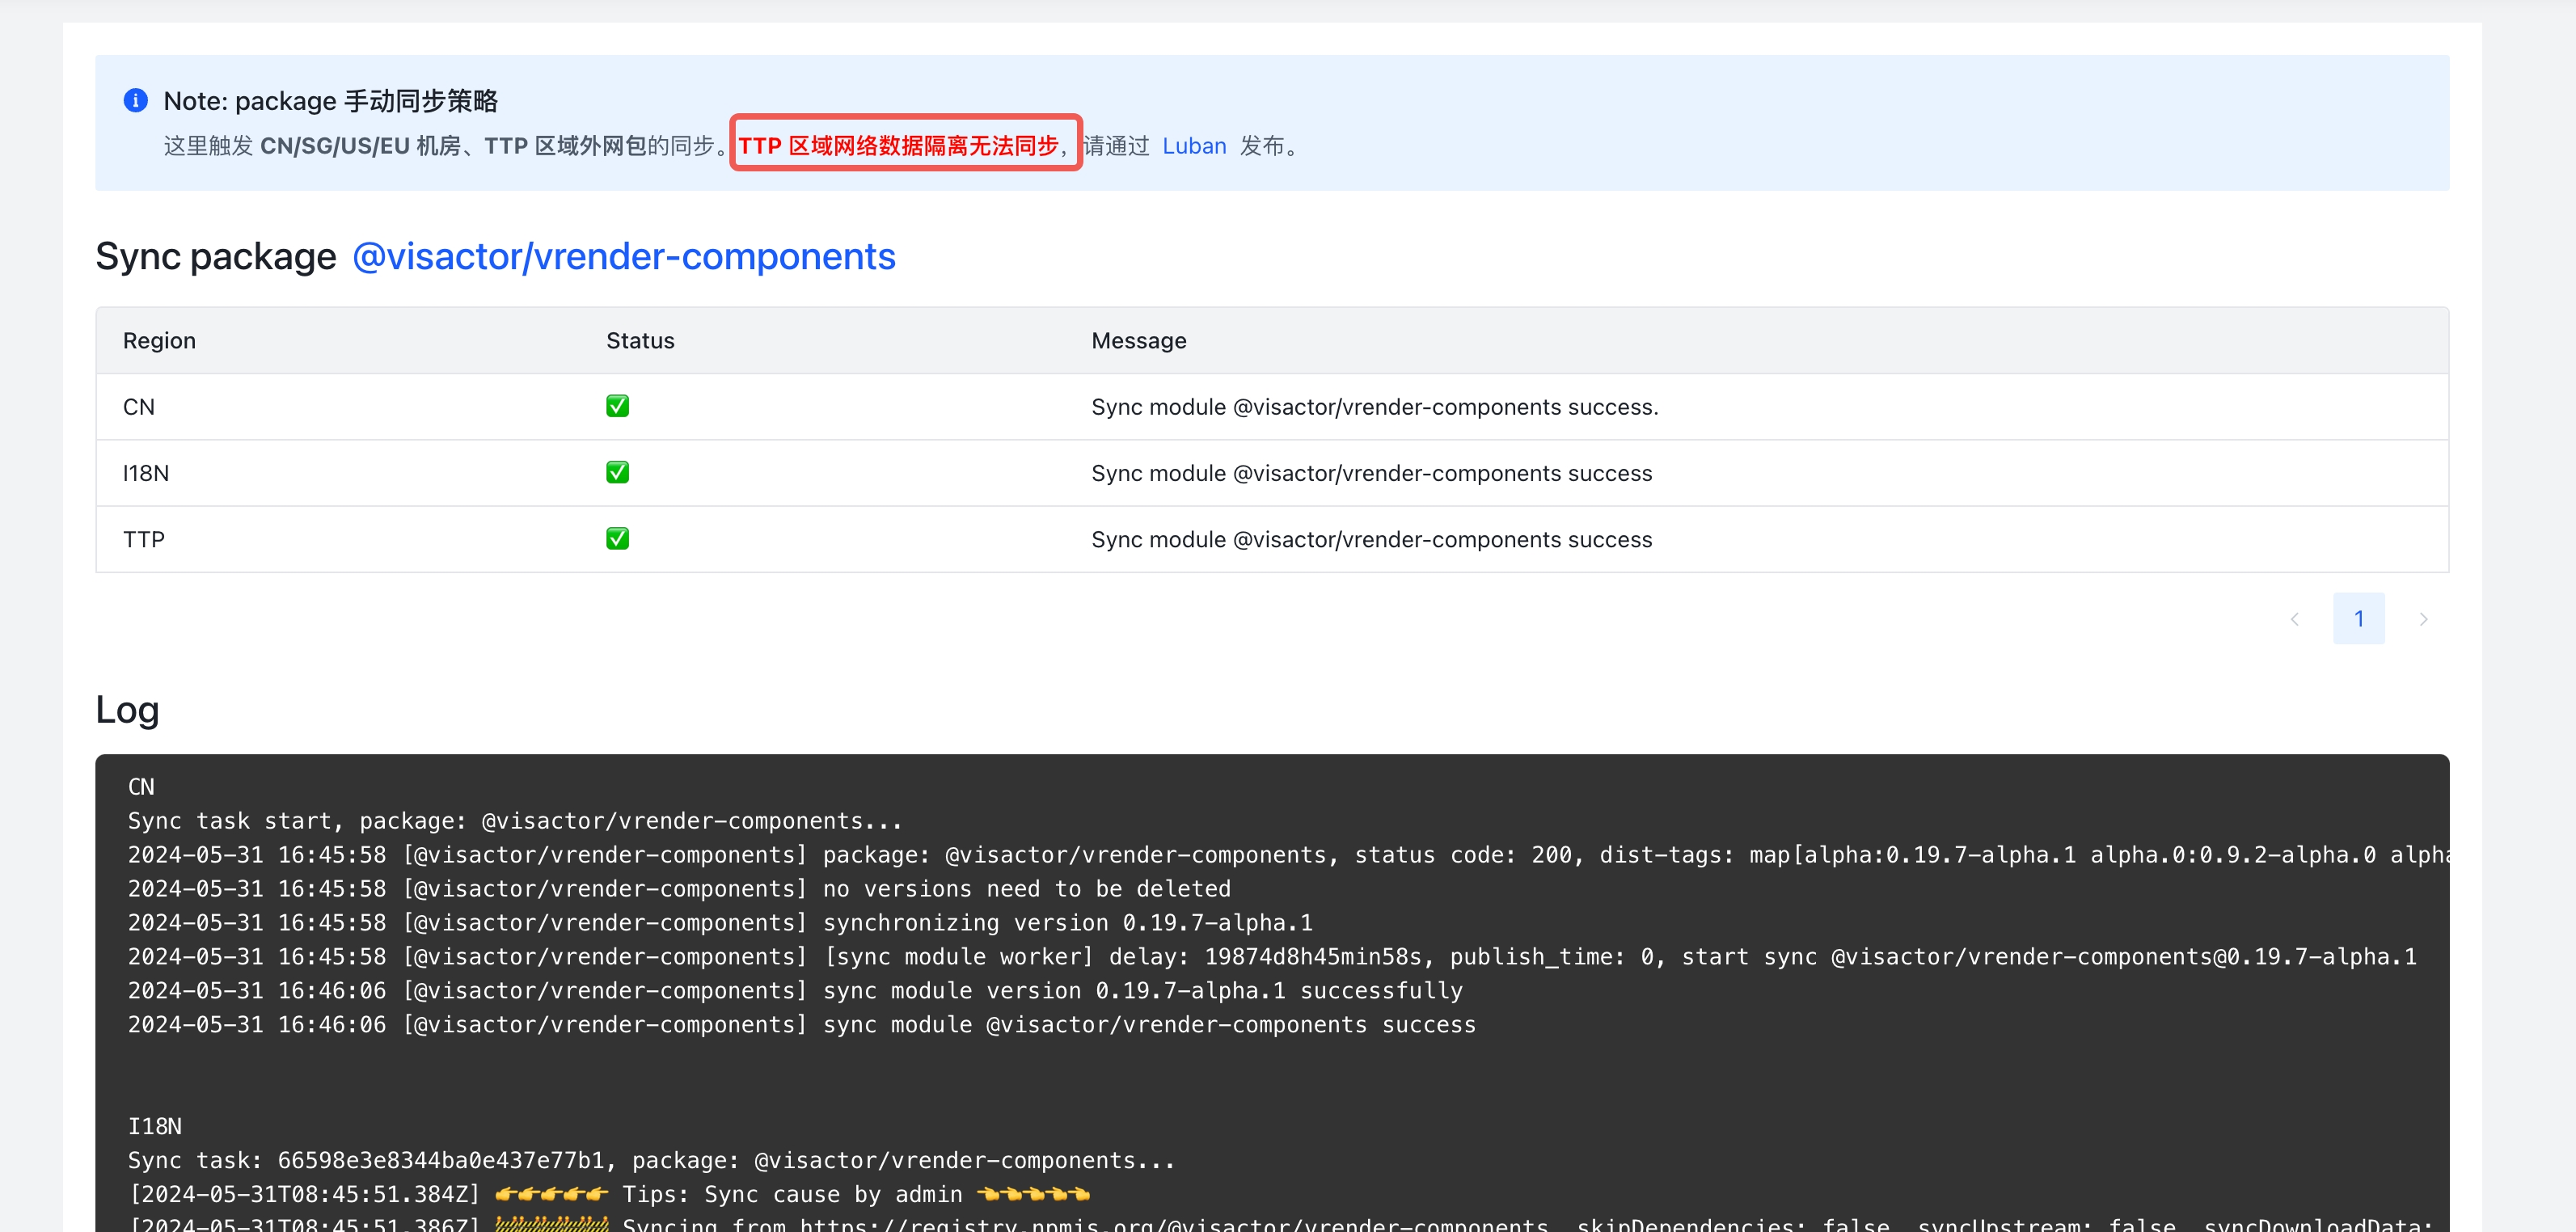 Note: package 手动同步策略
这里触发 CN/SG/US/EU 机房、TTP 区域外网包的同步。TTP 区域网络数据隔离无法同步，请通过 Luban 发布。
Sync package @visactor/vrender-components
Region Status Message
CN ✅ Sync module @visactor/vrender-components success.
I18N ✅ Sync module @visactor/vrender-components success
TTP ✅ Sync module @visactor/vrender-components success
1
Log
CN
Sync task start, package: @visactor/vrender-components...
2024-05-31 16:45:58 [@visactor/vrender-components] package: @visactor/vrender-components, status code: 200, dist-tags: map[alpha:0.19.7-alpha.1 alpha.0:0.9.2-alpha.0 alpha
2024-05-31 16:45:58 [@visactor/vrender-components] no versions need to be deleted
2024-05-31 16:45:58 [@visactor/vrender-components] synchronizing version 0.19.7-alpha.1
2024-05-31 16:45:58 [@visactor/vrender-components] [sync module worker] delay: 19874d8h45min58s, publish_time: 0, start sync @visactor/vrender-components@0.19.7-alpha.1
2024-05-31 16:46:06 [@visactor/vrender-components] sync module version 0.19.7-alpha.1 successfully
2024-05-31 16:46:06 [@visactor/vrender-components] sync module @visactor/vrender-components success
I18N
Sync task: 66598e3e8344ba0e437e77b1, package: @visactor/vrender-components...
[2024-05-31T08:45:51.384Z] 👉👉👉👉👉 Tips: Sync cause by admin 👈👈👈👈👈
[2024-05-31T08:45:51.386Z] 🚧🚧🚧🚧🚧 Syncing from https://registry.npmjs.org/@visactor/vrender-components, skipDependencies: false, syncUpstream: false, syncDownloadData: